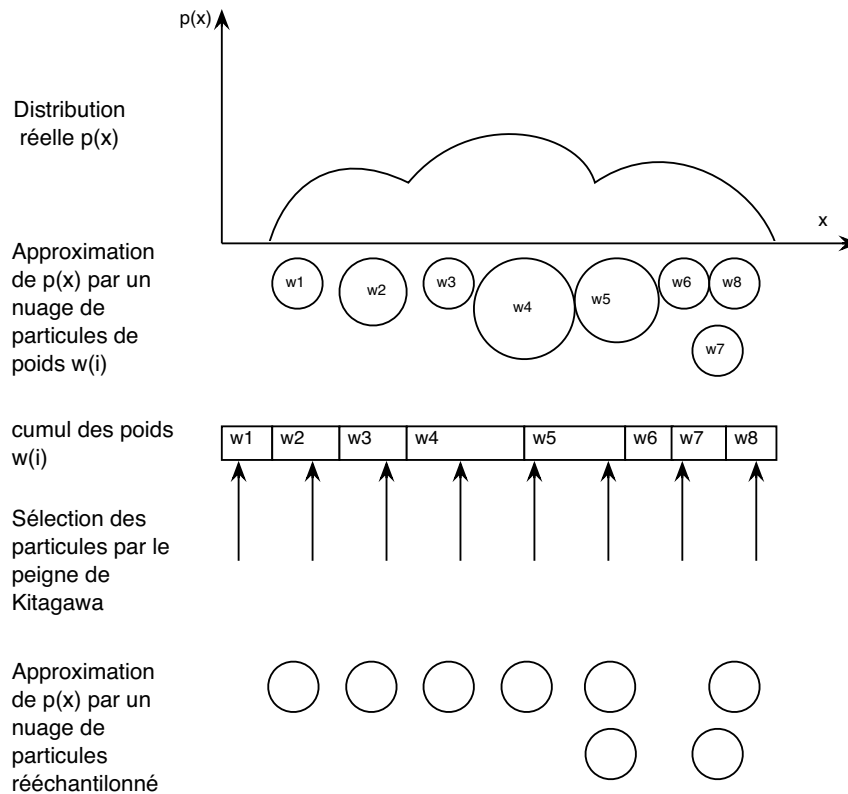 p(x)
Distribution
réelle p(x)
x
Approximation
de p(x) par un
nuage de
particules de
poids w(i)
w1
w2
w3
w4
w5
w6
w8
w7
cumul des poids
w(i)
w1 w2 w3 w4 w5 w6 w7 w8
Sélection des
particules par le
peigne de
Kitagawa
Approximation
de p(x) par un
nuage de
particules
rééchantilonné